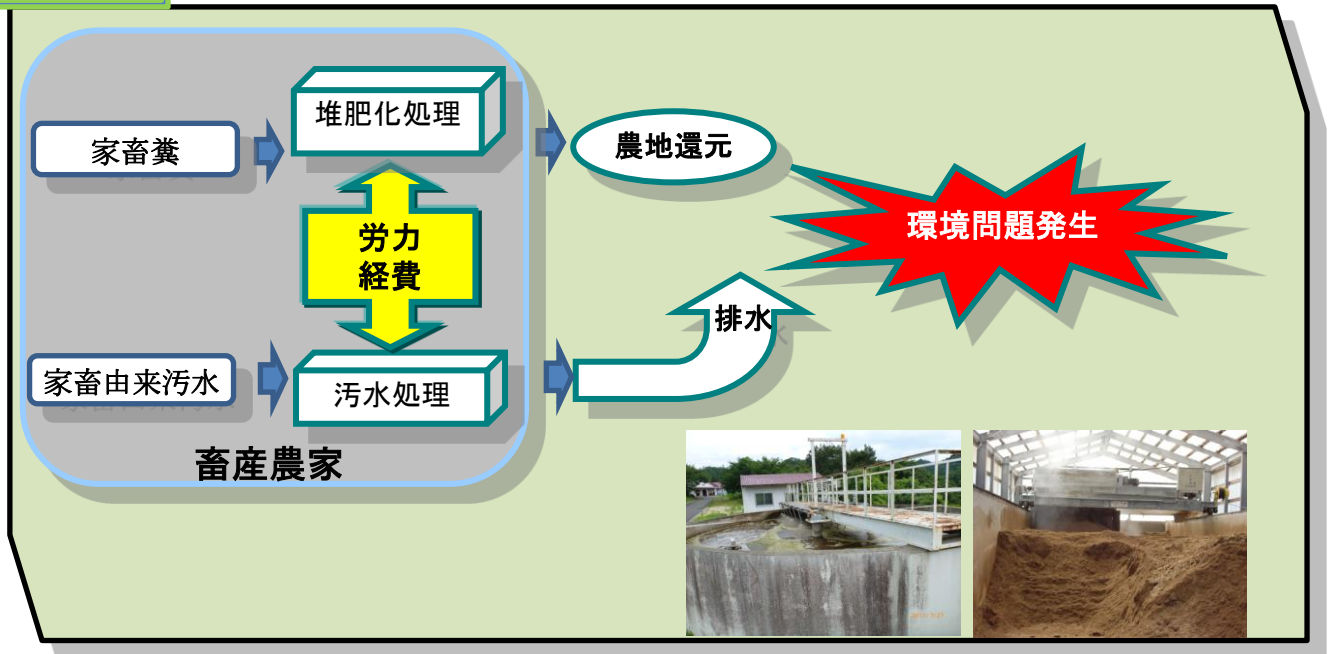 家畜糞
堆肥化処理
農地還元
労力
経費
環境問題発生
家畜由来汚水
汚水処理
排水
畜産農家